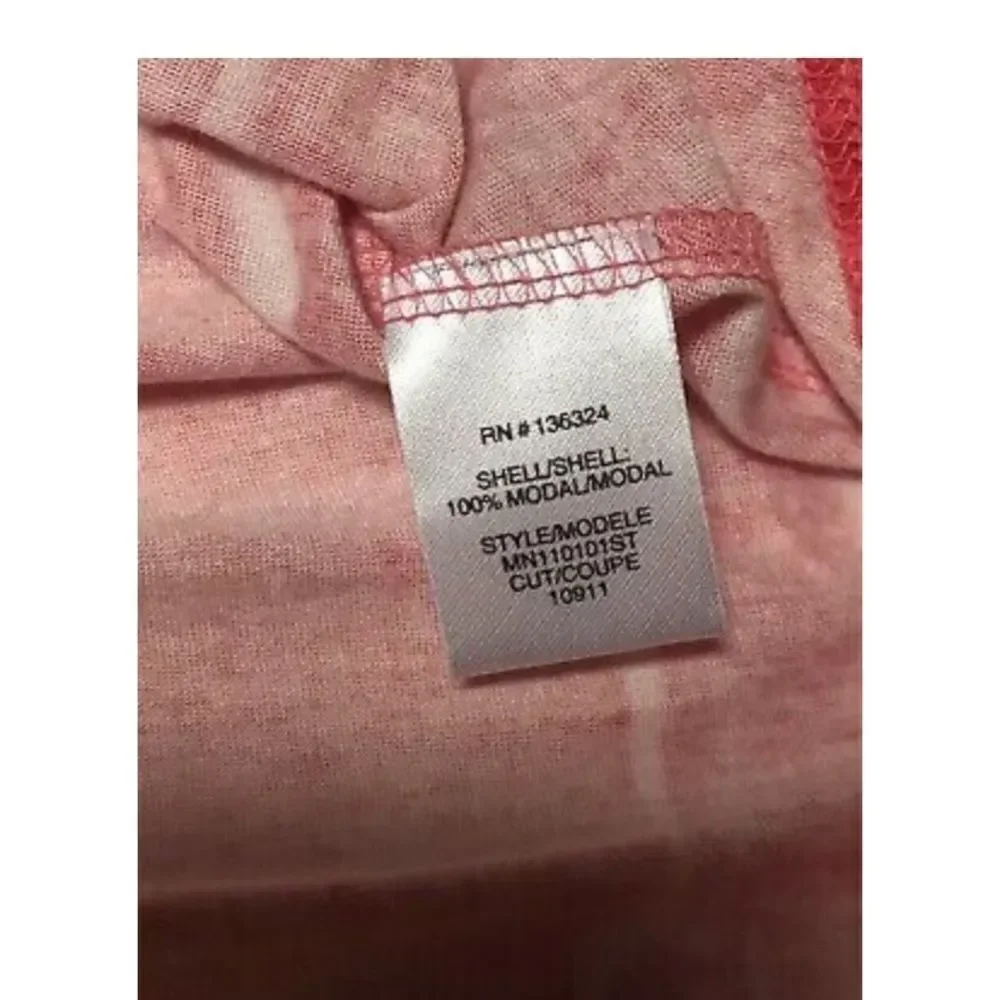 RN # 136324
SHELL/SHELL:
100% MODAL/MODAL
STYLE/MODELE
MN110101ST
CUT/COUPE
10911